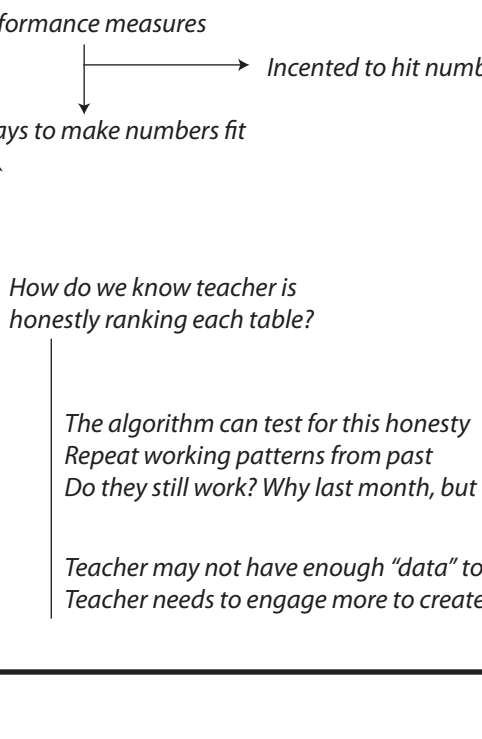 formance measures
Incented to hit numb
ays to make numbers fit
How do we know teacher is
honestly ranking each table?
The algorithm can test for this honesty
Repeat working patterns from past
Do they still work? Why last month, but
Teacher may not have enough “data” to
Teacher needs to engage more to create